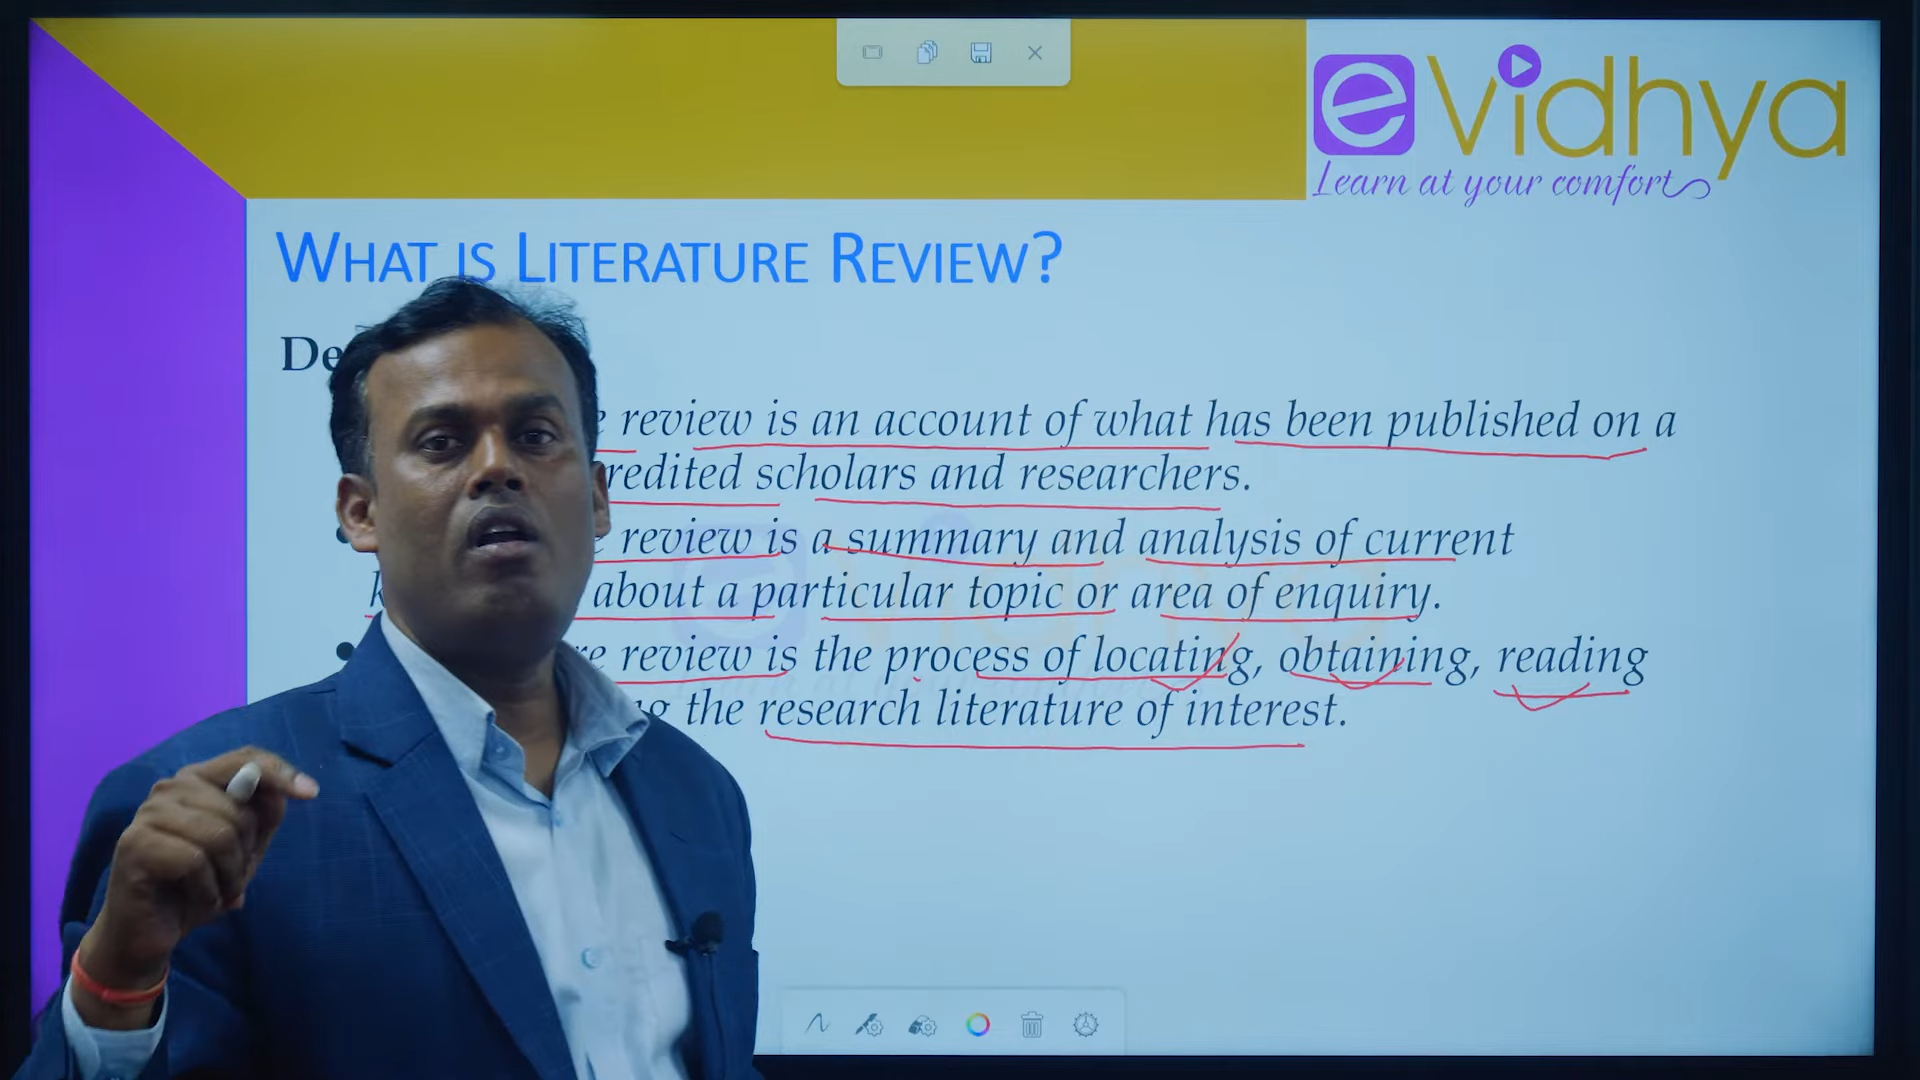 eVidhya
Learn at your comfort
WHAT IS LITERATURE REVIEW?
De
review is an account of what has been published on a
scholars and researchers.
review is a summary and analysis of current
about a particular topic or area of enquiry.
review is the process of locating, obtaining, reading
the research literature of interest.